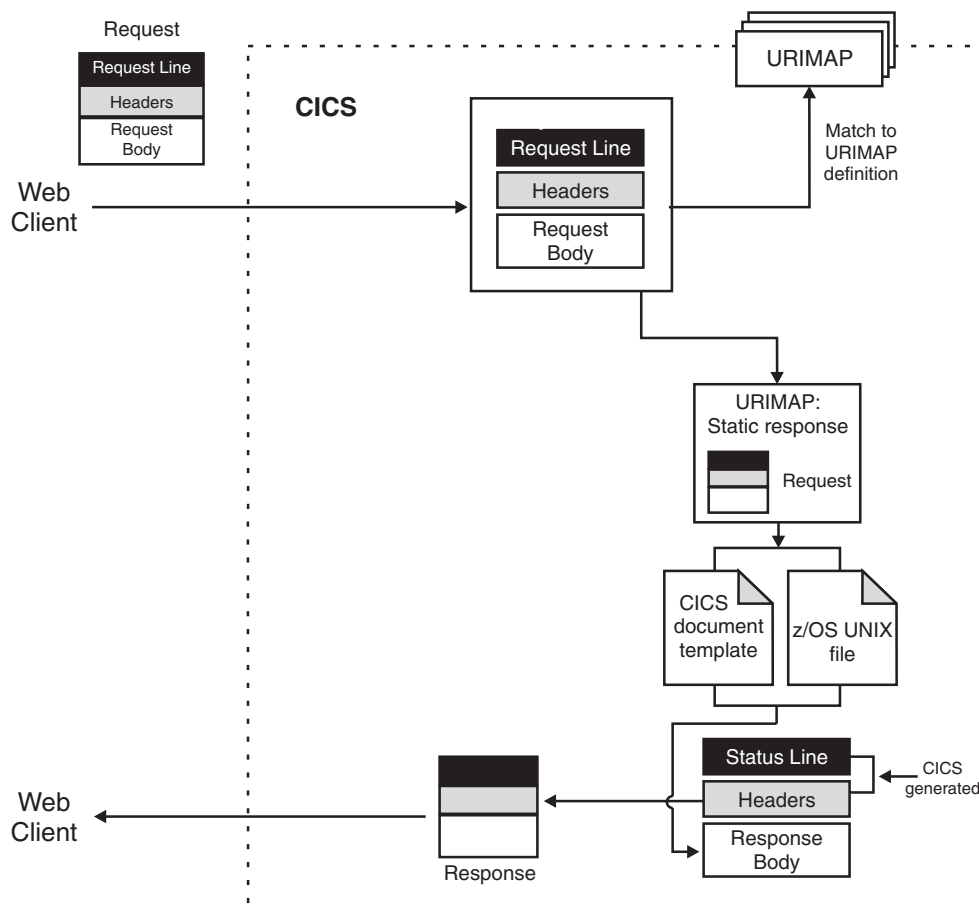 Request
Request Line
Headers
Request
Body
Web
Client
CICS
Request Line
Headers
Request
Body
URIMAP
Match to
URIMAP
definition
URIMAP:
Static response
Request
CICS
document
template
z/OS UNIX
file
Status Line
Headers
Response
Body
CICS
generated
Response
Web
Client